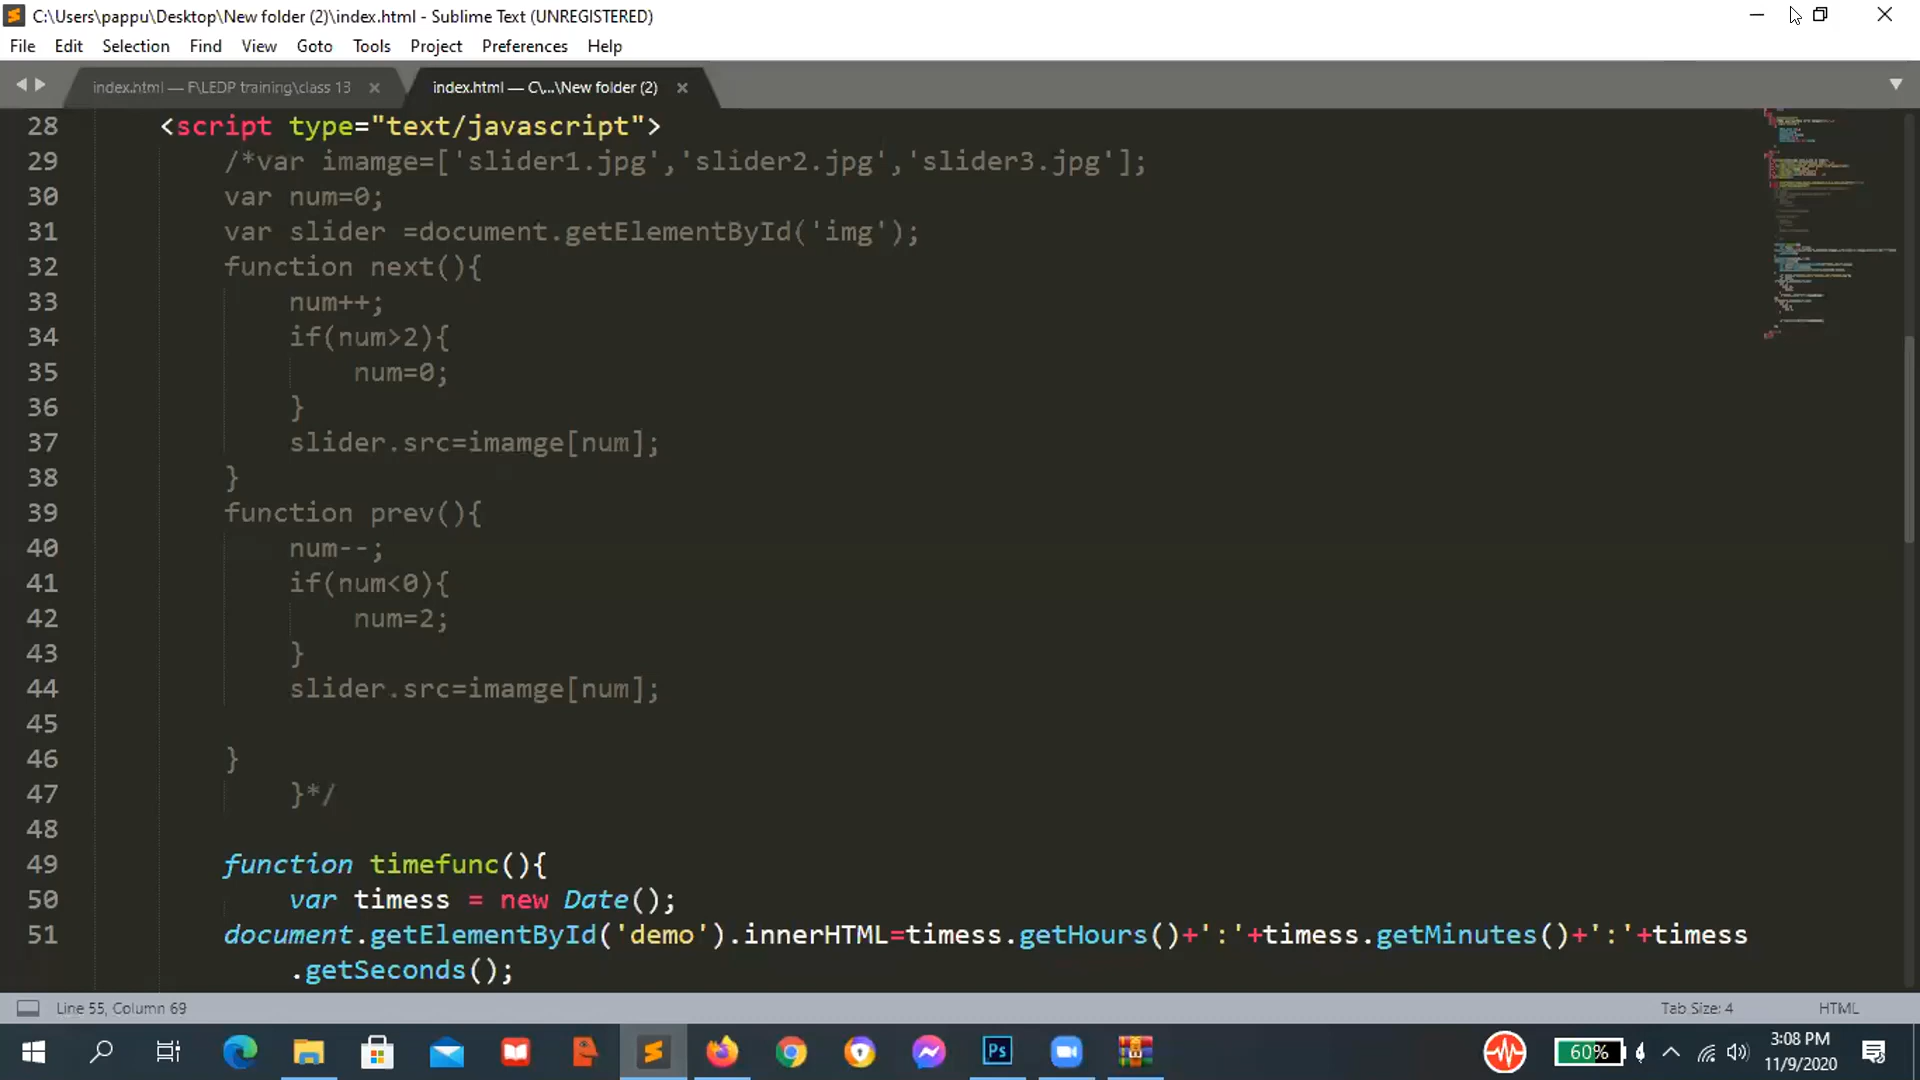 C:\Users\pappu\Desktop\New folder (2)\index.html - Sublime Text (UNREGISTERED)
File Edit Selection Find View Goto Tools Project Preferences Help
index.html — F\LEDP training\class 13
index.html — C\...\New folder (2)
28 <script type="text/javascript">
29 /*var imamge=['slider1.jpg','slider2.jpg','slider3.jpg'];
30 var num=0;
31 var slider =document.getElementById('img');
32 function next(){
33 num++;
34 if(num>2){
35 num=0;
36 }
37 slider.src=imamge[num];
38 }
39 function prev(){
40 num--;
41 if(num<0){
42 num=2;
43 }
44 slider.src=imamge[num];
45
46 }
47 }*/
48
49 function timefunc(){
50 var timess = new Date();
51 document.getElementById('demo').innerHTML=timess.getHours()+':'+timess.getMinutes()+':'+timess
.getSeconds();
Line 55, Column 69
Tab Size: 4
HTML
Ps
60%
3:08 PM
11/9/2020